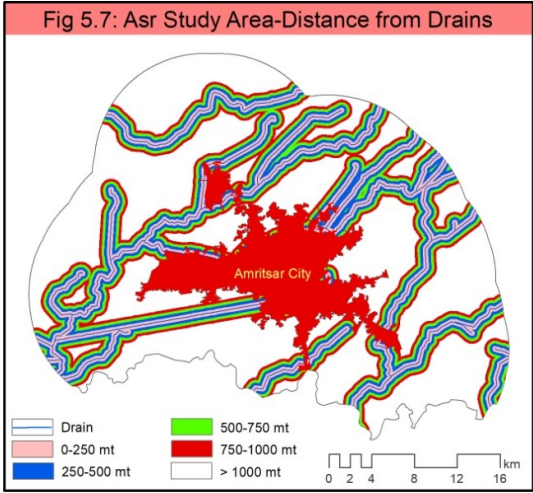 Fig 5.7: Asr Study Area-Distance from Drains
Amritsar City
Drain
0-250 mt
250-500 mt
500-750 mt
750-1000 mt
> 1000 mt
km
0 2 4 8 12 16